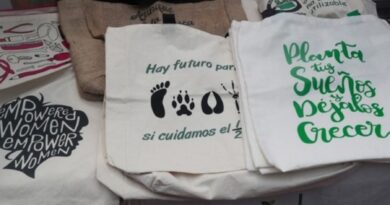 EMPOWERED
WOMEN
EMPOWER
WOMEN
Hay futuro para
si cuidamos el
Planta
tus
Sueños
y
Déjalos
Crecer